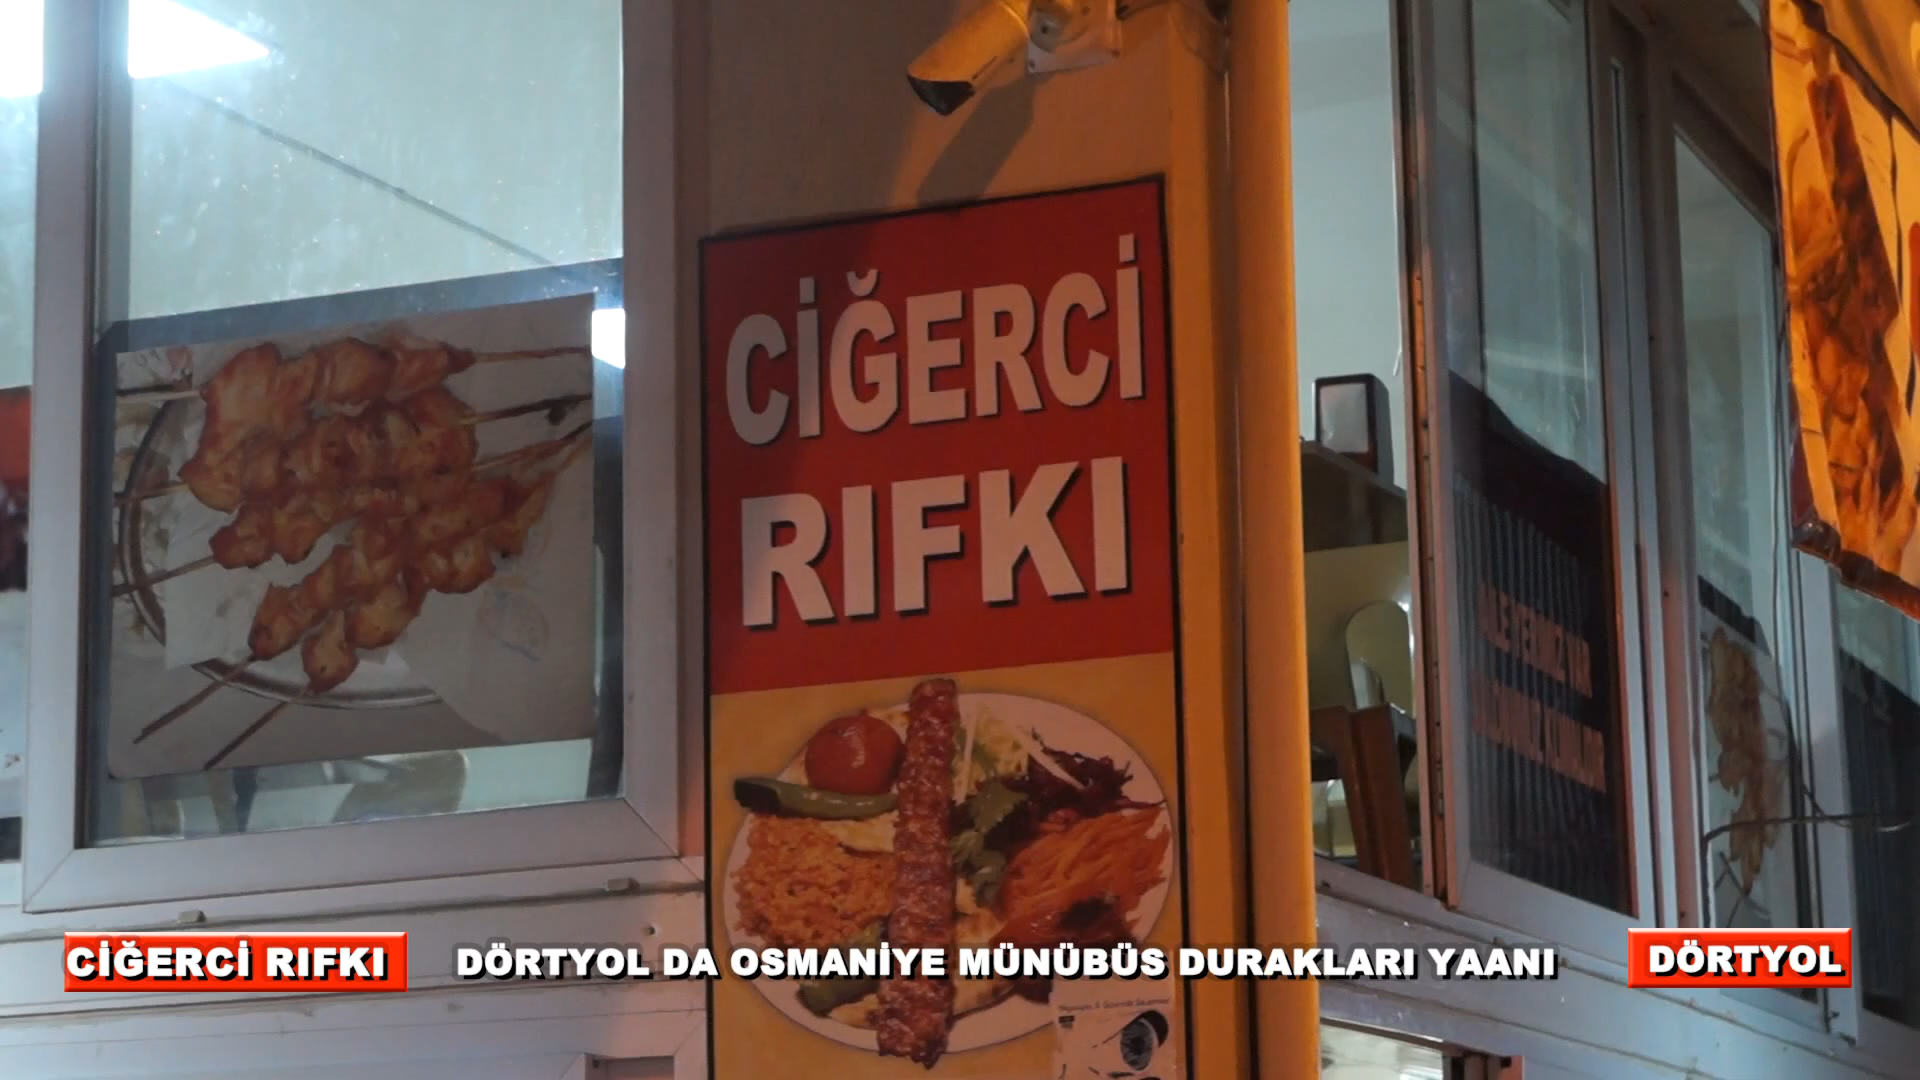 CİĞERCİ
RIFKI
CİĞERCİ RIFKI
DÖRTYOL DA OSMANİYE MÜNÜBÜS DURAKLARI YAANI
DÖRTYOL